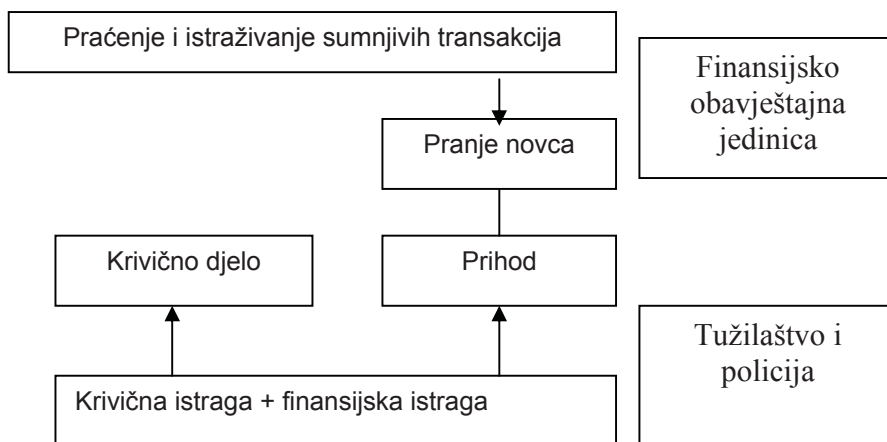 Praćenje i istraživanje sumnjivih transakcija
Finansijsko
obavještajna
jedinica
Pranje novca
Krivično djelo
Prihod
Tužilaštvo i
policija
Krivična istraga + finansijska istraga